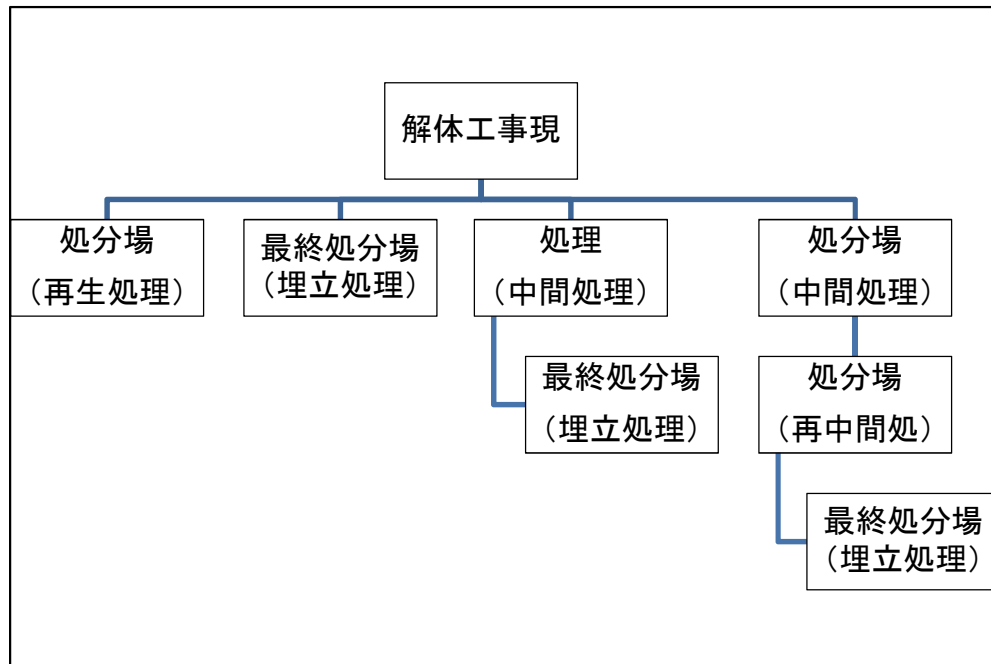 解体工事現
処分場
（再生処理）
最終処分場
（埋立処理）
処理
（中間処理）
処分場
（中間処理）
最終処分場
（埋立処理）
処分場
（再中間処）
最終処分場
（埋立処理）